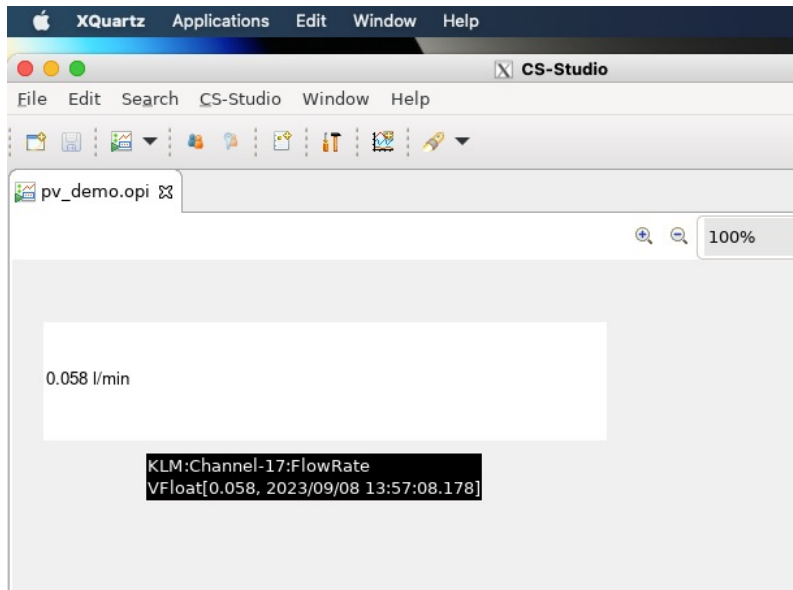 XQuartz Applications Edit Window Help
CS-Studio
File Edit Search CS-Studio Window Help
pv_demo.opi
100%
0.058 l/min
KLM:Channel-17:FlowRate
VFloat[0.058, 2023/09/08 13:57:08.178]